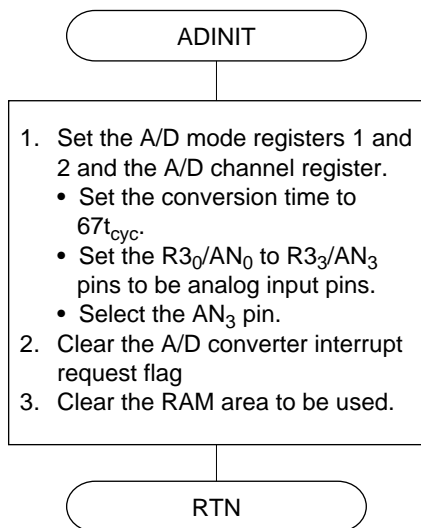 ADINIT
1. Set the A/D mode registers 1 and
2 and the A/D channel register.
• Set the conversion time to
67t_cyc.
• Set the R3₀/AN₀ to R3₃/AN₃
pins to be analog input pins.
• Select the AN₃ pin.
2. Clear the A/D converter interrupt
request flag
3. Clear the RAM area to be used.
RTN